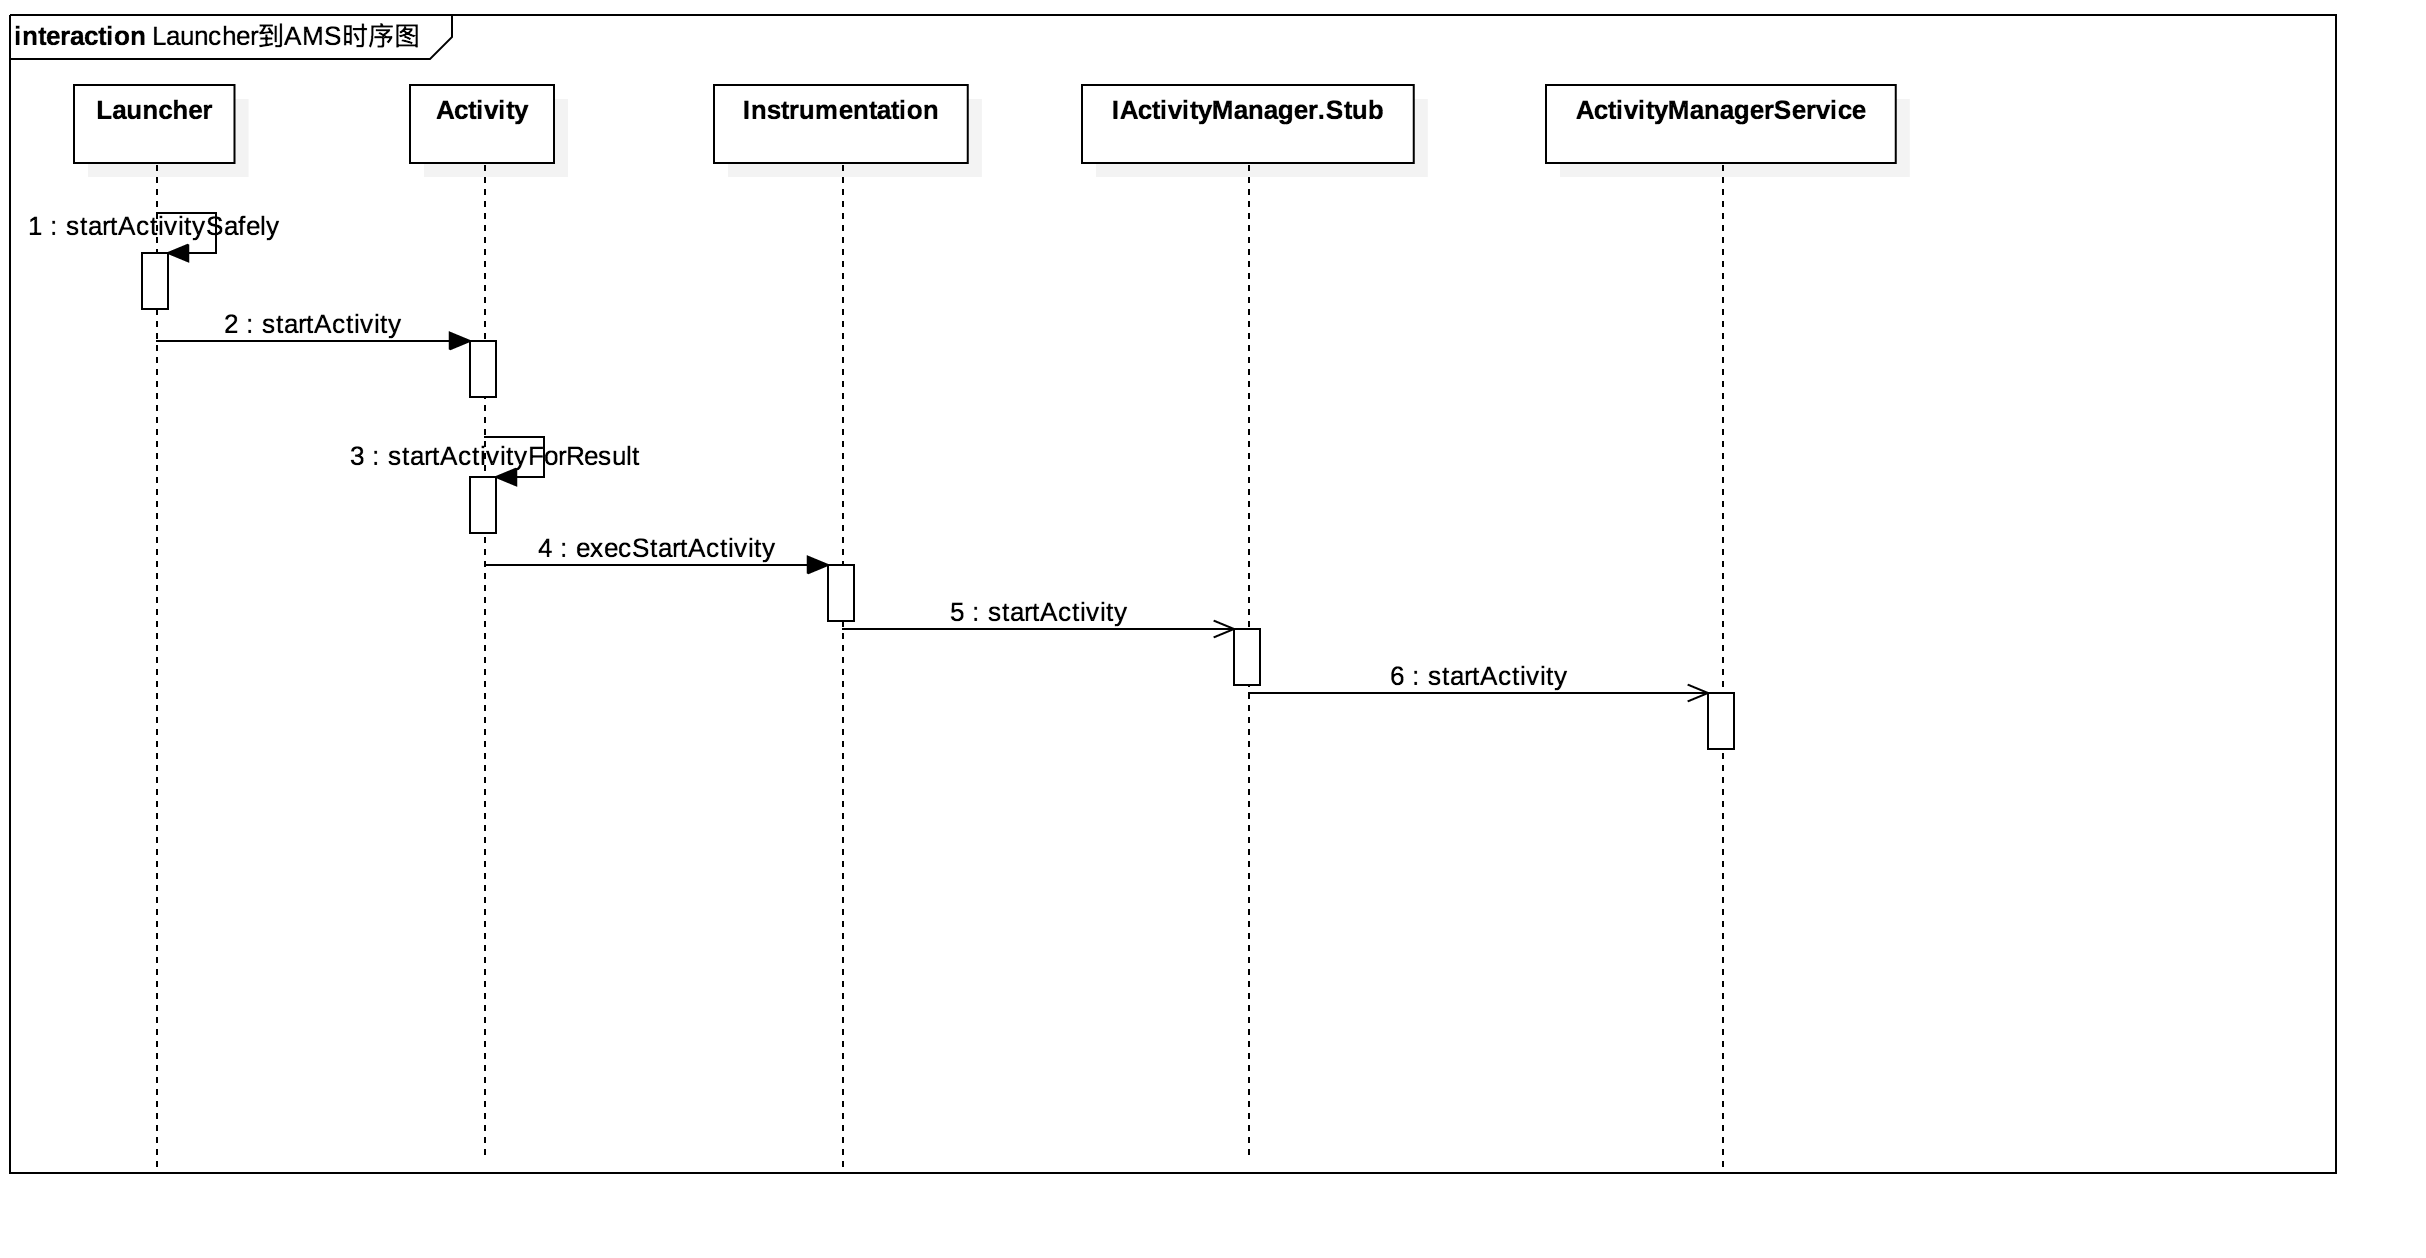 interaction Launcher到AMS时序图
Launcher
Activity
Instrumentation
IActivityManager.Stub
ActivityManagerService
1 : startActivitySafely
2 : startActivity
3 : startActivityForResult
4 : execStartActivity
5 : startActivity
6 : startActivity